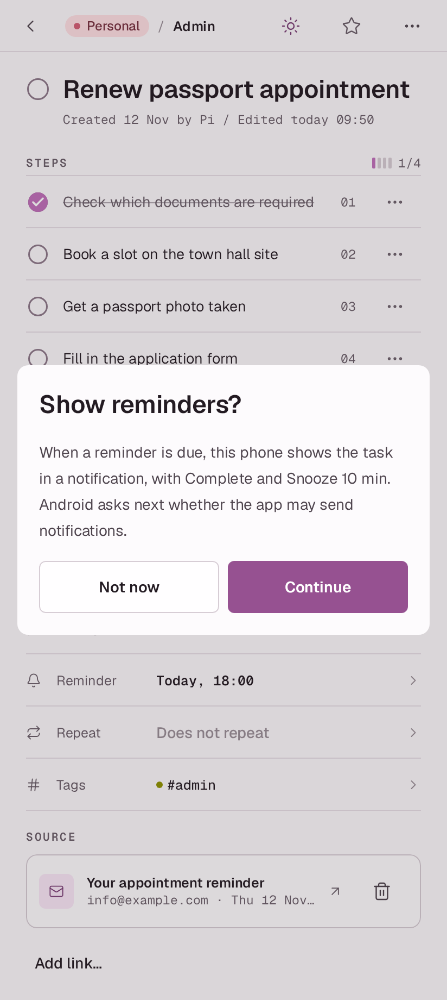 Personal / Admin
Renew passport appointment
Created 12 Nov by Pi / Edited today 09:50
STEPS 1/4
Check which documents are required 01
Book a slot on the town hall site 02
Get a passport photo taken 03
Fill in the application form 04
Show reminders?
When a reminder is due, this phone shows the task
in a notification, with Complete and Snooze 10 min.
Android asks next whether the app may send
notifications.
Not now Continue
Reminder Today, 18:00
Repeat Does not repeat
Tags #admin
SOURCE
Your appointment reminder
info@example.com · Thu 12 Nov…
Add link…